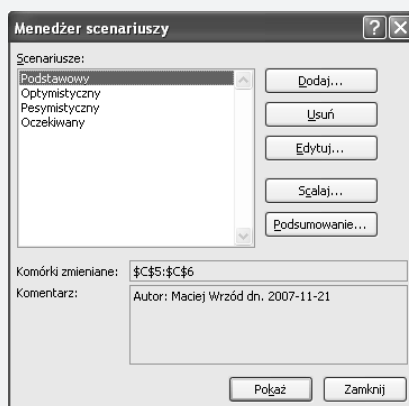 Menedżer scenariuszy
Scenariusze:
Podstawowy
Optymistyczny
Pesymistyczny
Oczekiwany
Dodaj...
Usuń
Edytuj...
Scalaj...
Podsumowanie...
Komórki zmieniane: $C$5:$C$6
Komentarz: Autor: Maciej Wrzód dn. 2007-11-21
Pokaż Zamknij